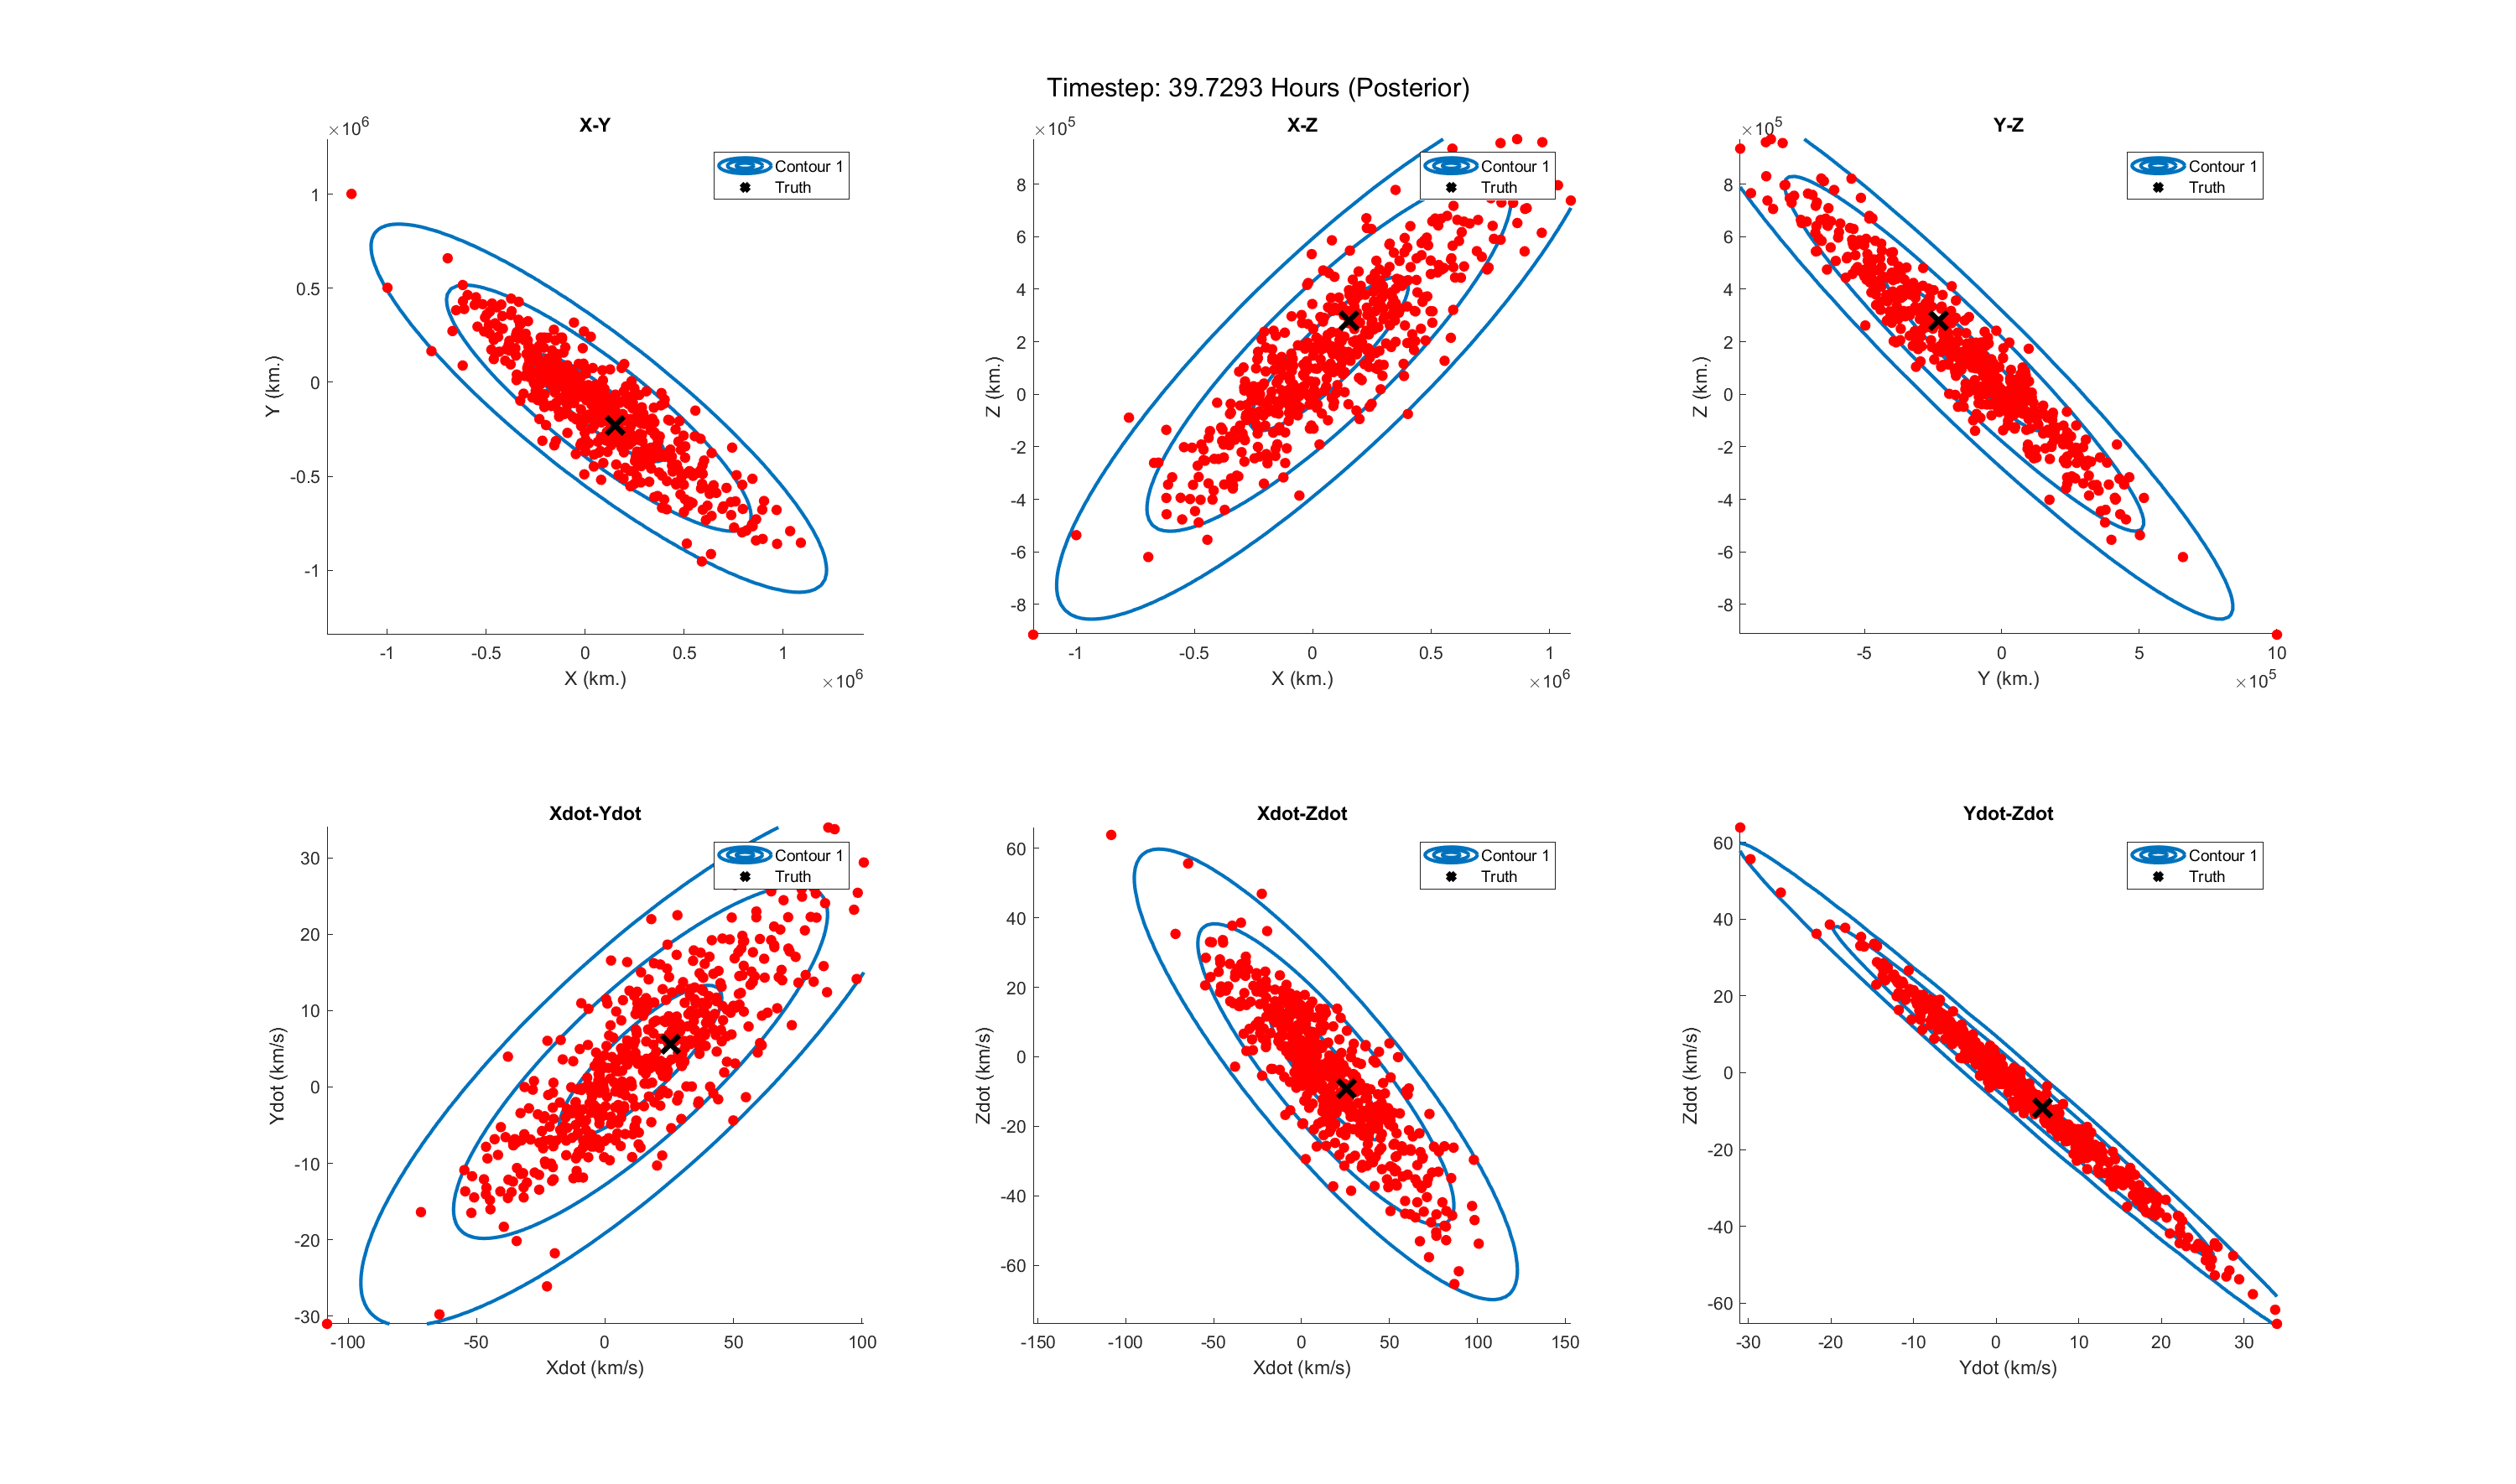 Timestep: 39.7293 Hours (Posterior)
X-Y
×10^6
Contour 1
Truth
1
0.5
0
-0.5
-1
Y (km.)
-1 -0.5 0 0.5 1
X (km.)
×10^6
X-Z
×10^5
Contour 1
Truth
8
6
4
2
0
-2
-4
-6
-8
Z (km.)
-1 -0.5 0 0.5 1
X (km.)
×10^6
Y-Z
×10^5
Contour 1
Truth
8
6
4
2
0
-2
-4
-6
-8
Z (km.)
-5 0 5 10
Y (km.)
×10^5
Xdot-Ydot
Contour 1
Truth
30
20
10
0
-10
-20
-30
Ydot (km/s)
-100 -50 0 50 100
Xdot (km/s)
Xdot-Zdot
Contour 1
Truth
60
40
20
0
-20
-40
-60
Zdot (km/s)
-150 -100 -50 0 50 100 150
Xdot (km/s)
Ydot-Zdot
Contour 1
Truth
60
40
20
0
-20
-40
-60
Zdot (km/s)
-30 -20 -10 0 10 20 30
Ydot (km/s)